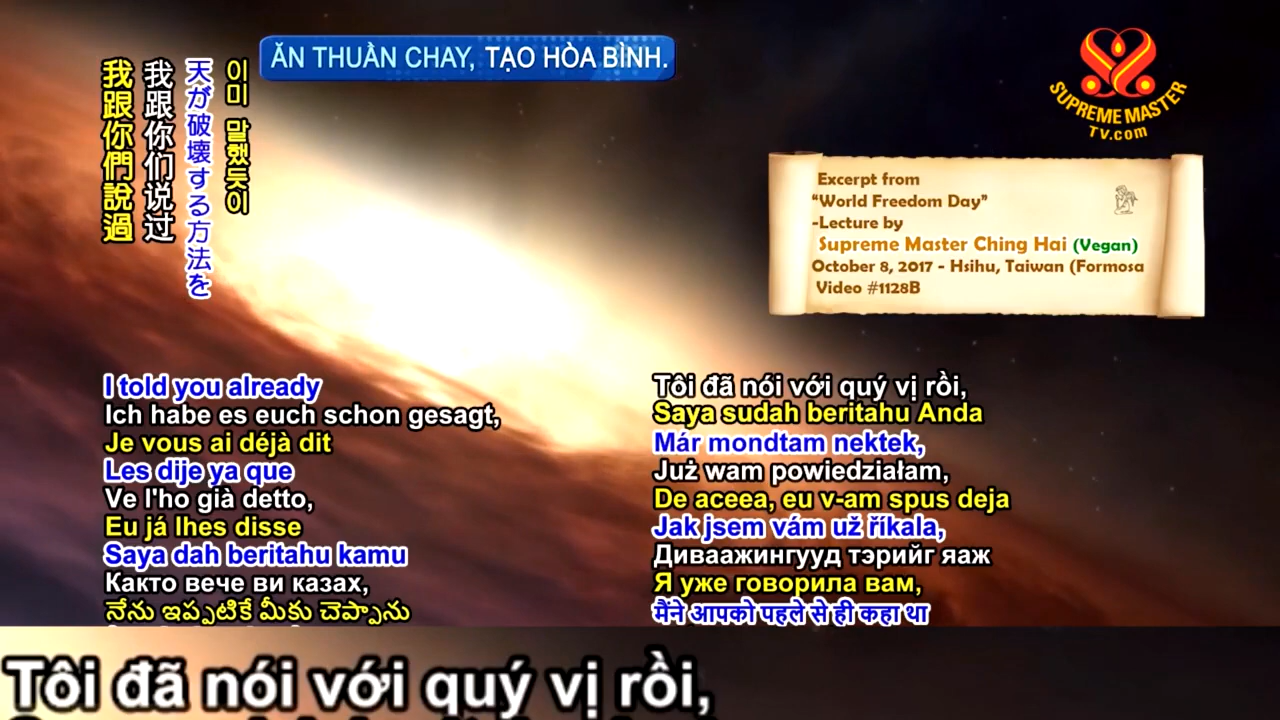 ĂN THUẦN CHAY, TẠO HÒA BÌNH.
SUPREME MASTER
TV.com
이미 말했듯이
天が破壊する方法を
我跟你们说过
我跟你們說過
Excerpt from
“World Freedom Day”
-Lecture by
Supreme Master Ching Hai (Vegan)
October 8, 2017 - Hsihu, Taiwan (Formosa
Video #1128B
I told you already
Ich habe es euch schon gesagt,
Je vous ai déjà dit
Les dije ya que
Ve l'ho già detto,
Eu já lhes disse
Saya dah beritahu kamu
Както вече ви казах,
నేను ఇప్పటికే మీకు చెప్పాను
Tôi đã nói với quý vị rồi,
Saya sudah beritahu Anda
Már mondtam nektek,
Już wam powiedziałam,
De aceea, eu v-am spus deja
Jak jsem vám už říkala,
Диваажингууд тэрийг яаж
Я уже говорила вам,
मैंने आपको पहले से ही कहा था
Tôi đã nói với quý vị rồi,